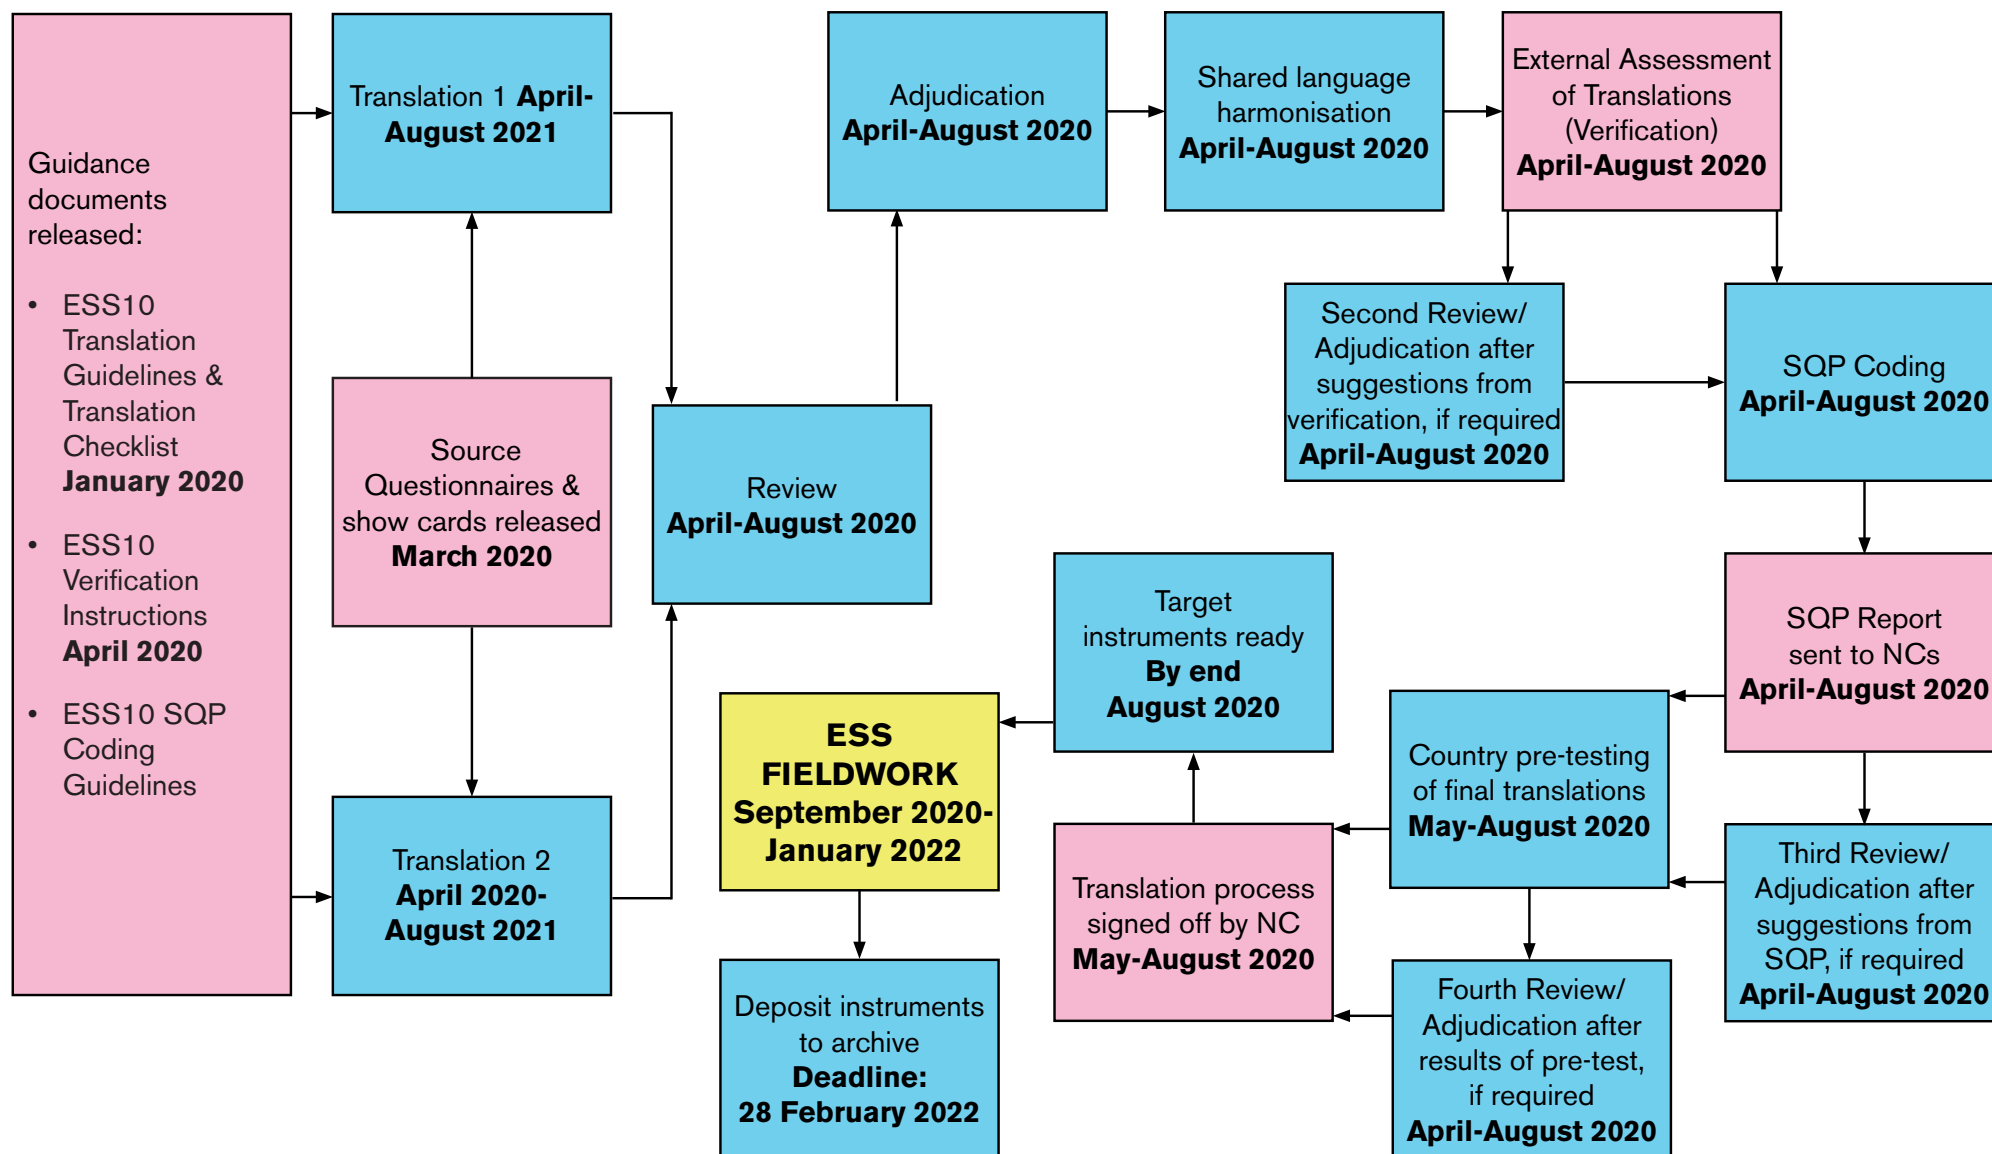 Guidance
documents
released:
• ESS10
Translation
Guidelines &
Translation
Checklist
January 2020
• ESS10
Verification
Instructions
April 2020
• ESS10 SQP
Coding
Guidelines
Translation 1 April-
August 2021
Source
Questionnaires &
show cards released
March 2020
Translation 2
April 2020-
August 2021
Review
April-August 2020
Adjudication
April-August 2020
Shared language
harmonisation
April-August 2020
External Assessment
of Translations
(Verification)
April-August 2020
Second Review/
Adjudication after
suggestions from
verification, if required
April-August 2020
SQP Coding
April-August 2020
SQP Report
sent to NCs
April-August 2020
Third Review/
Adjudication after
suggestions from
SQP, if required
April-August 2020
Country pre-testing
of final translations
May-August 2020
Fourth Review/
Adjudication after
results of pre-test,
if required
April-August 2020
Translation process
signed off by NC
May-August 2020
Target
instruments ready
By end
August 2020
ESS
FIELDWORK
September 2020-
January 2022
Deposit instruments
to archive
Deadline:
28 February 2022